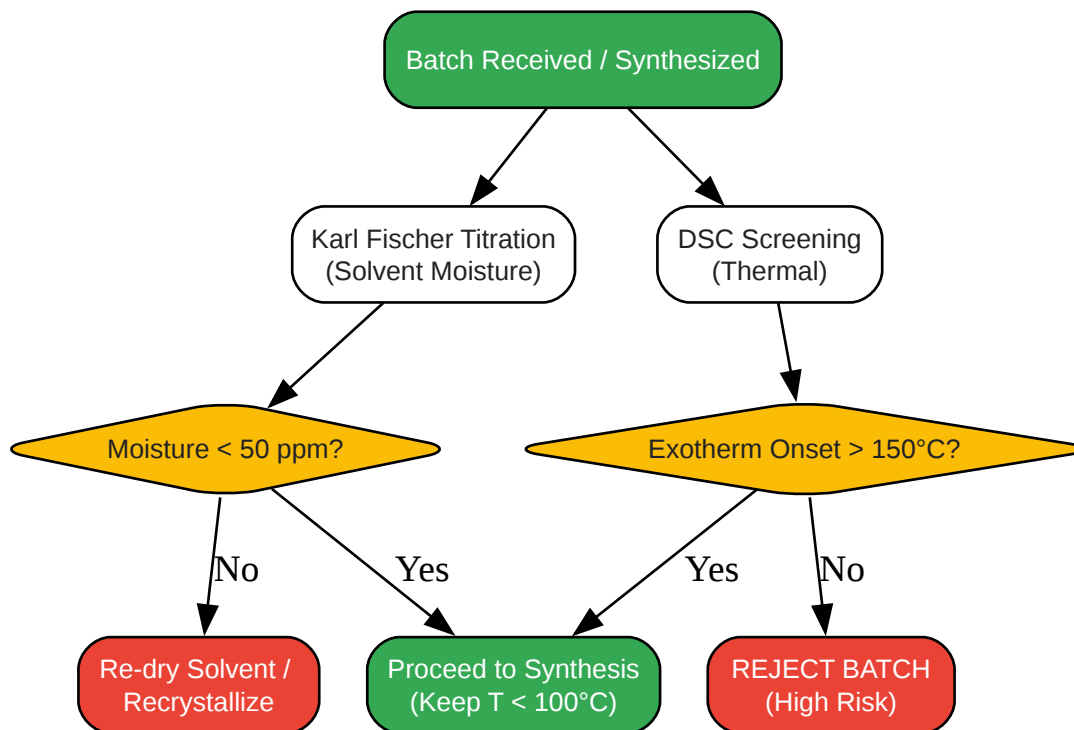 Batch Received / Synthesized
Karl Fischer Titration
(Solvent Moisture)
DSC Screening
(Thermal)
Moisture < 50 ppm?
Exotherm Onset > 150°C?
No
Yes
Yes
No
Re-dry Solvent /
Recrystallize
Proceed to Synthesis
(Keep T < 100°C)
REJECT BATCH
(High Risk)